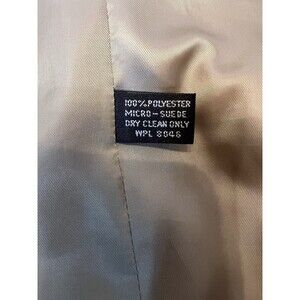 100% POLYESTER
MICRO-SUEDE
DRY CLEAN ONLY
WPL 8046